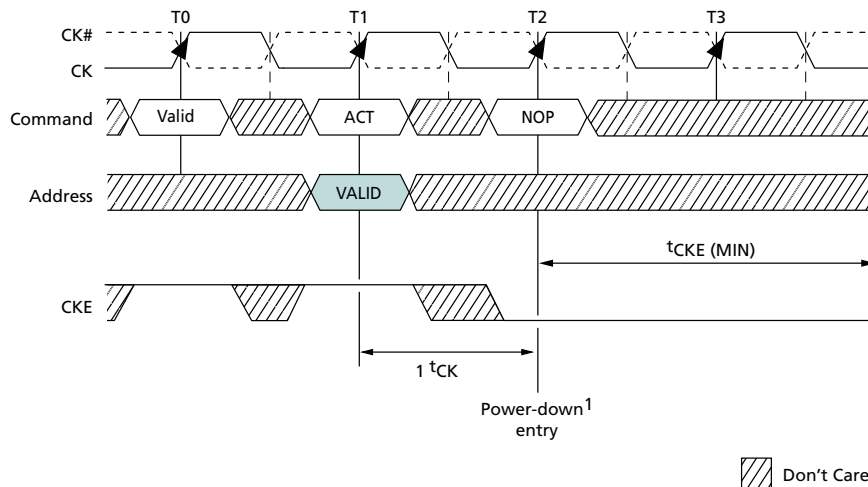 T0 T1 T2 T3
CK#
CK
Command Valid ACT NOP
Address VALID
tCKE (MIN)
CKE
1 tCK
Power-down1
entry
Don't Care